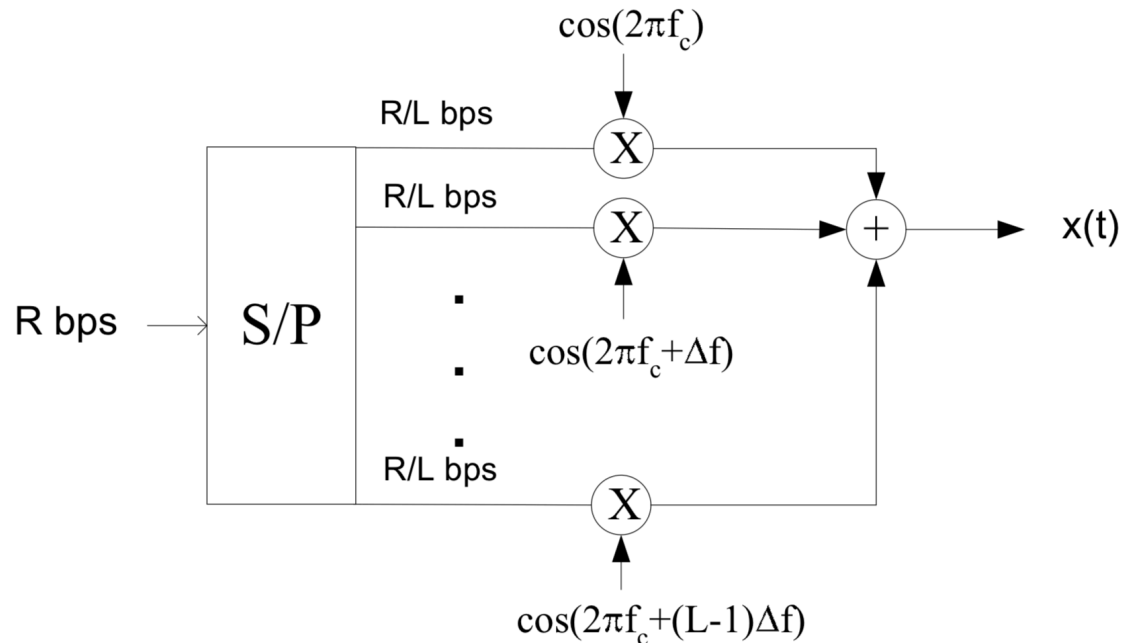 cos(2πf_c)
R/L bps
X
R/L bps
X
+
x(t)
R bps
S/P
cos(2πf_c+Δf)
R/L bps
X
cos(2πf_c+(L-1)Δf)